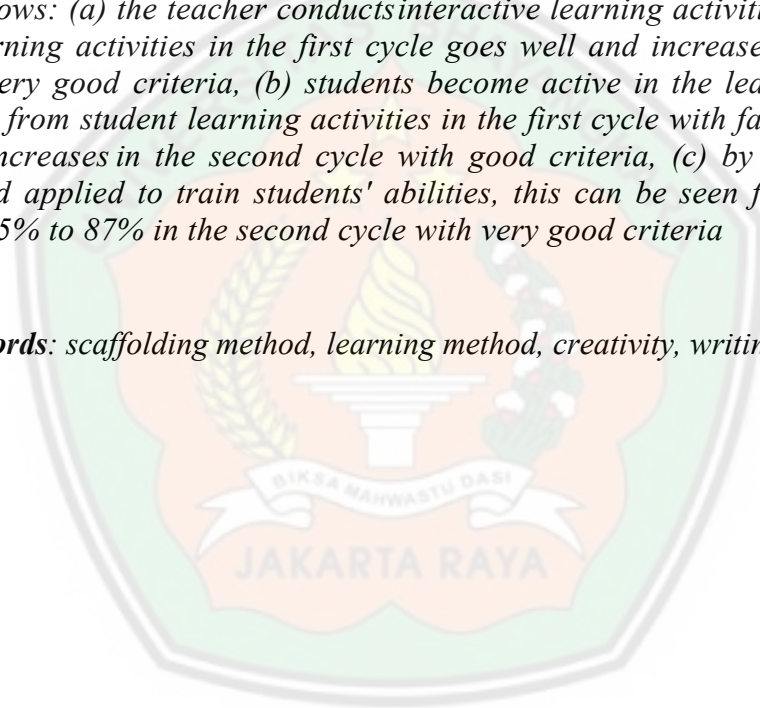 ows: (a) the teacher conductsinteractive learning activiti
rning activities in the first cycle goes well and increase
ery good criteria, (b) students become active in the lea
from student learning activities in the first cycle with fa
ncreases in the second cycle with good criteria, (c) by
d applied to train students' abilities, this can be seen f
5% to 87% in the second cycle with very good criteria
ords: scaffolding method, learning method, creativity, writin
BIKSA MAHWASTU DASI
JAKARTA RAYA